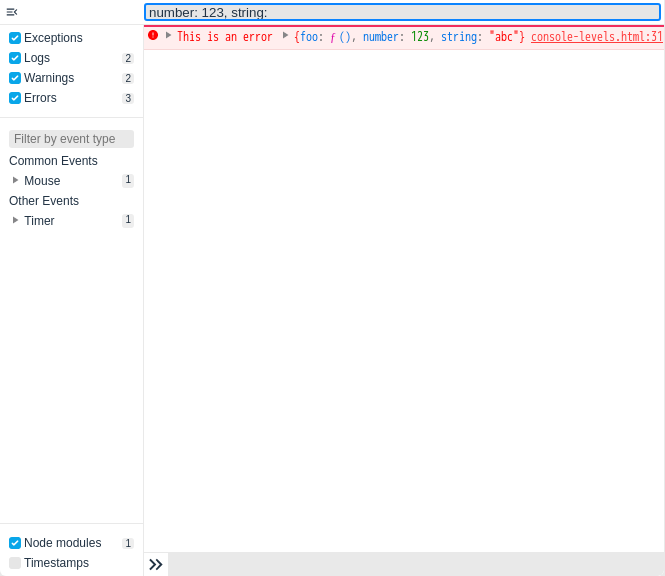 number: 123, string:
Exceptions
Logs 2
Warnings 2
Errors 3
Filter by event type
Common Events
Mouse 1
Other Events
Timer 1
Node modules 1
Timestamps
This is an error {foo: ƒ (), number: 123, string: "abc"} console-levels.html:31